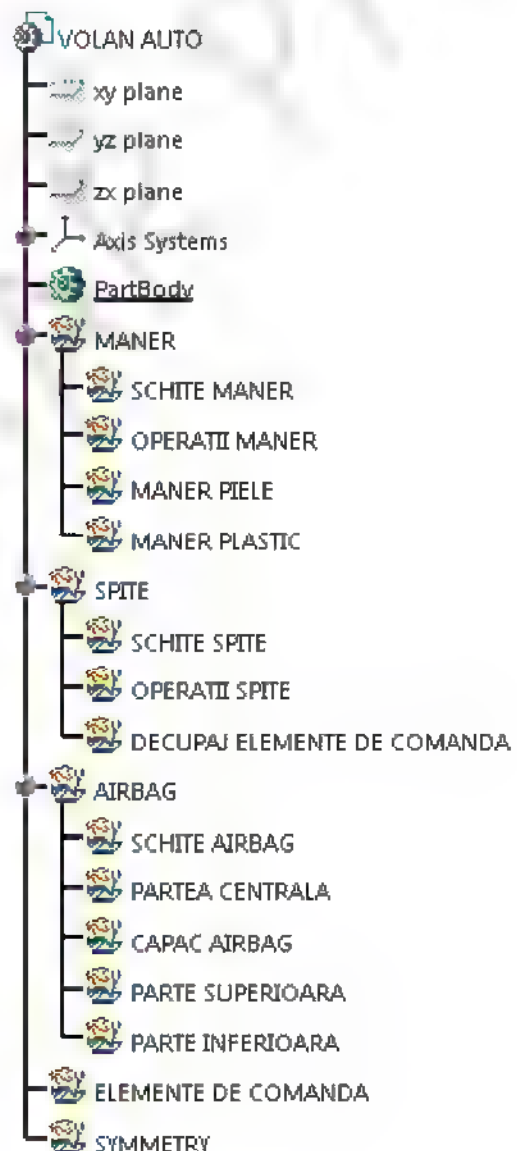 VOLAN AUTO
xy plane
yz plane
zx plane
Axis Systems
PartBody
MANER
SCHITE MANER
OPERATII MANER
MANER PIELE
MANER PLASTIC
SPITE
SCHITE SPITE
OPERATII SPITE
DECUPAJ ELEMENTE DE COMANDA
AIRBAG
SCHITE AIRBAG
PARTEA CENTRALA
CAPAC AIRBAG
PARTE SUPERIOARA
PARTE INFERIOARA
ELEMENTE DE COMANDA
SYMMETRY